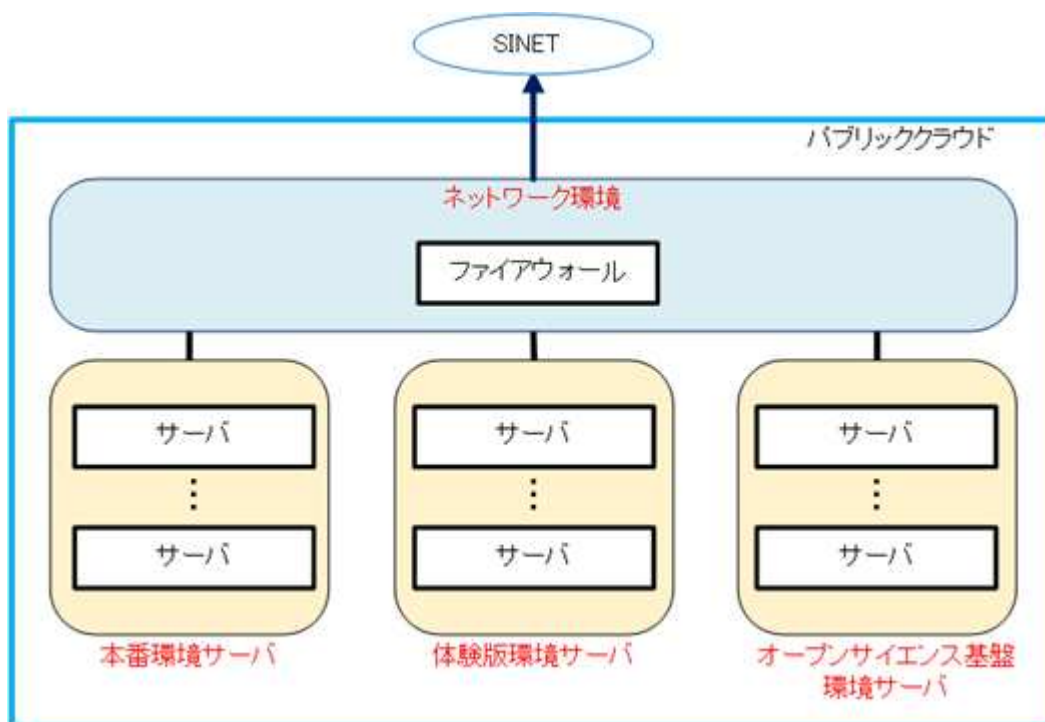 SINET
パブリッククラウド
ネットワーク環境
ファイアウォール
サーバ
サーバ
サーバ
サーバ
サーバ
サーバ
本番環境サーバ
体験版環境サーバ
オープンサイエンス基盤
環境サーバ